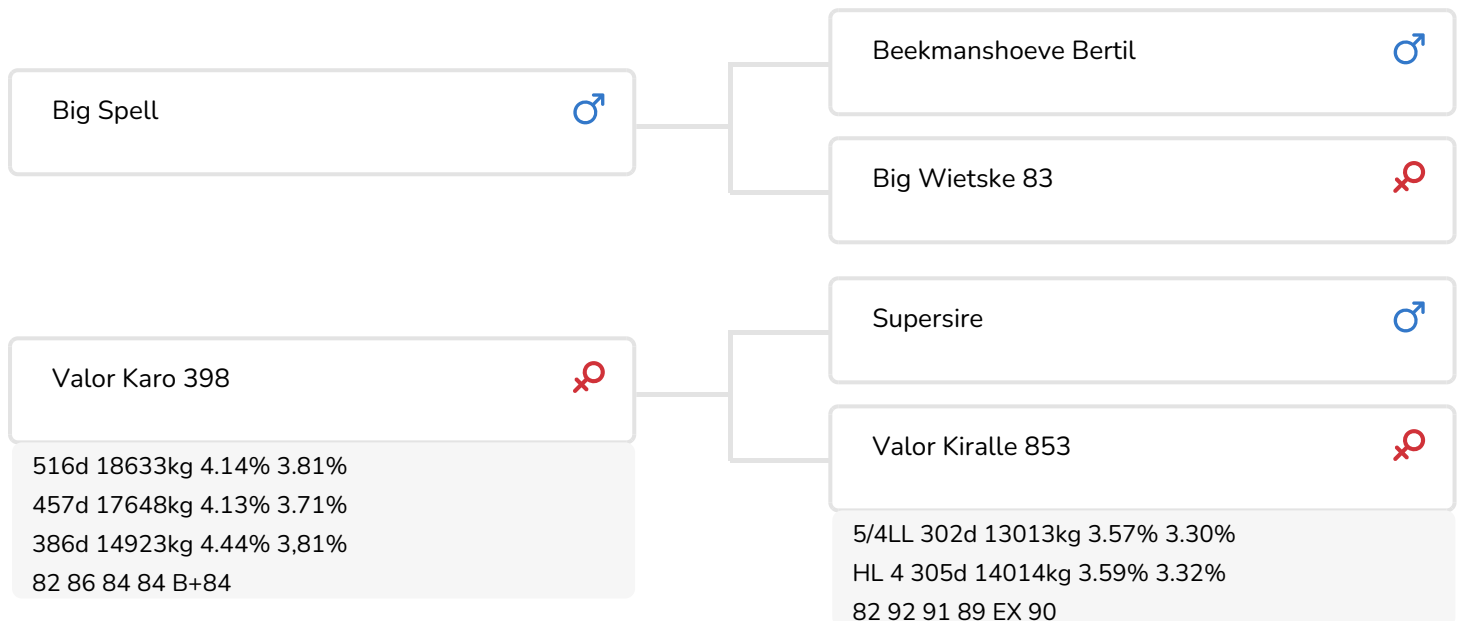 Beekmanshoeve Bertil
Big Spell
Big Wietske 83
Supersire
Valor Karo 398
516d 18633kg 4.14% 3.81%
457d 17648kg 4.13% 3.71%
386d 14923kg 4.44% 3,81%
82 86 84 84 B+84
Valor Kiralle 853
5/4LL 302d 13013kg 3.57% 3.30%
HL 4 305d 14014kg 3.59% 3.32%
82 92 91 89 EX 90